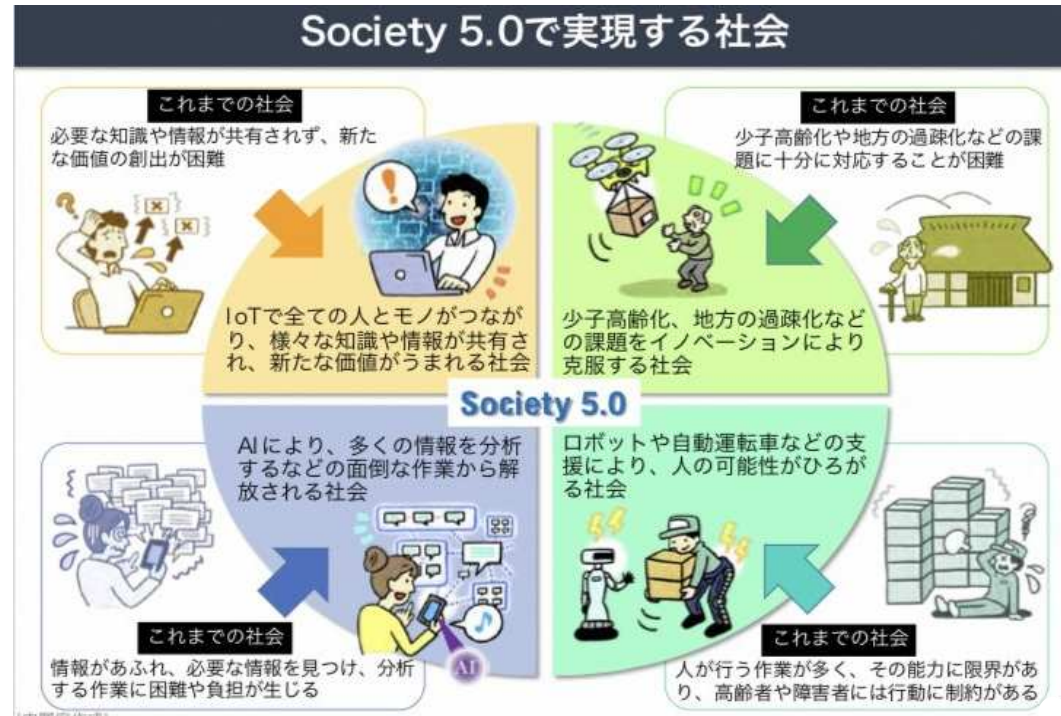 Society 5.0で実現する社会
これまでの社会
必要な知識や情報が共有されず、新た
な価値の創出が困難
これまでの社会
少子高齢化や地方の過疎化などの課
題に十分に対応することが困難
IoTで全ての人とモノがつなが
り、様々な知識や情報が共有さ
れ、新たな価値がうまれる社会
少子高齢化、地方の過疎化など
の課題をイノベーションにより
克服する社会
Society 5.0
AIにより、多くの情報を分析
するなどの面倒な作業から解
放される社会
ロボットや自動運転車などの支
援により、人の可能性がひろが
る社会
AI
これまでの社会
情報があふれ、必要な情報を見つけ、分析
する作業に困難や負担が生じる
これまでの社会
人が行う作業が多く、その能力に限界があ
り、高齢者や障害者には行動に制約がある